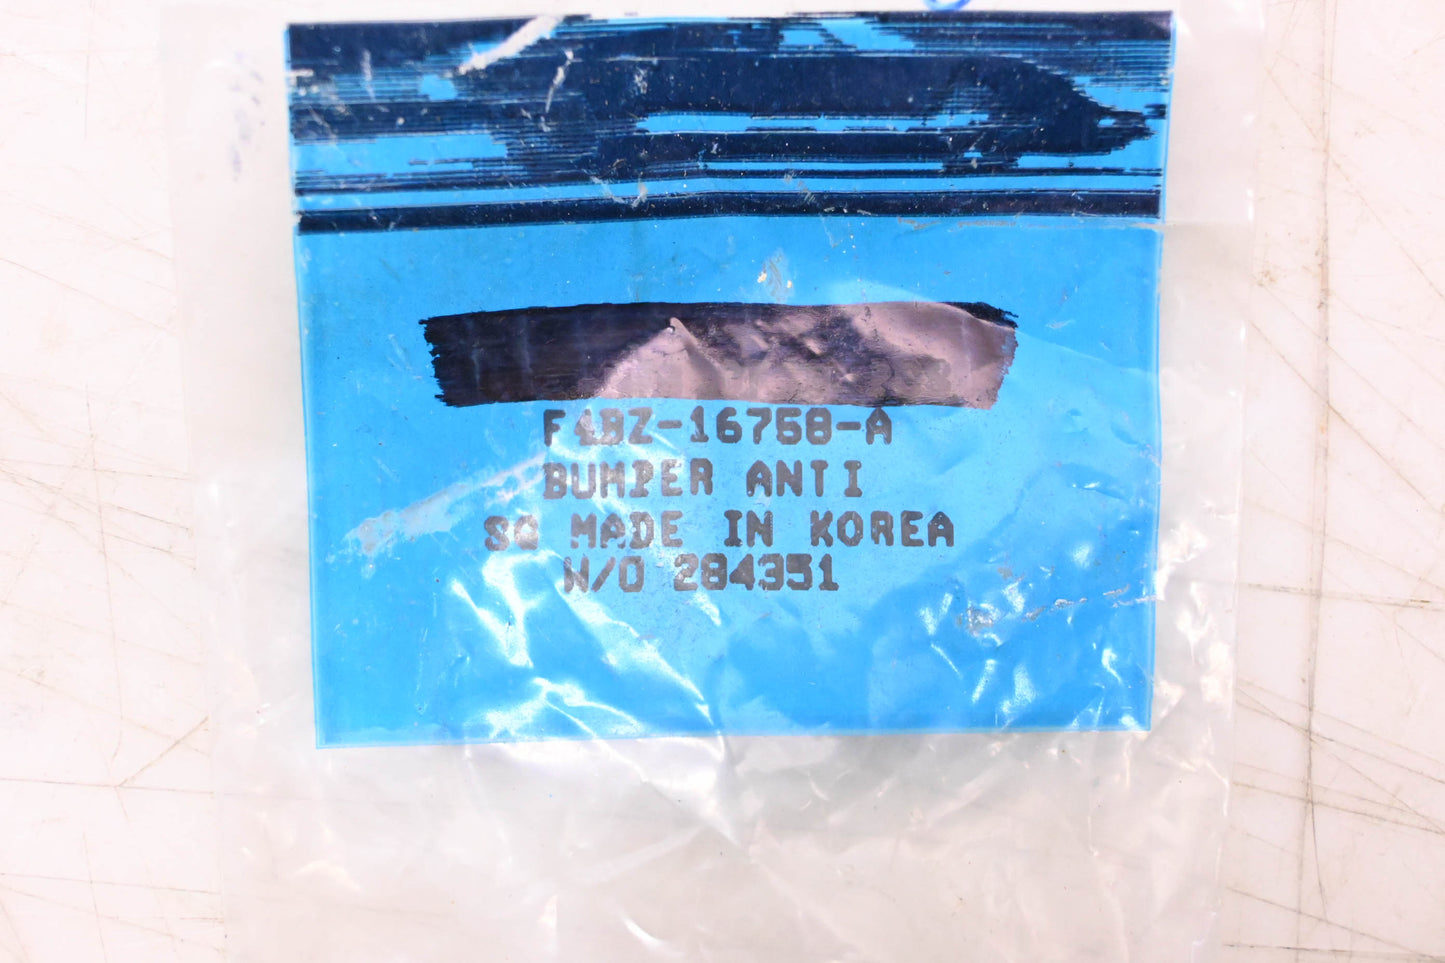 F4BZ-16758-A
BUMPER ANTI
SQ MADE IN KOREA
W/O 284351